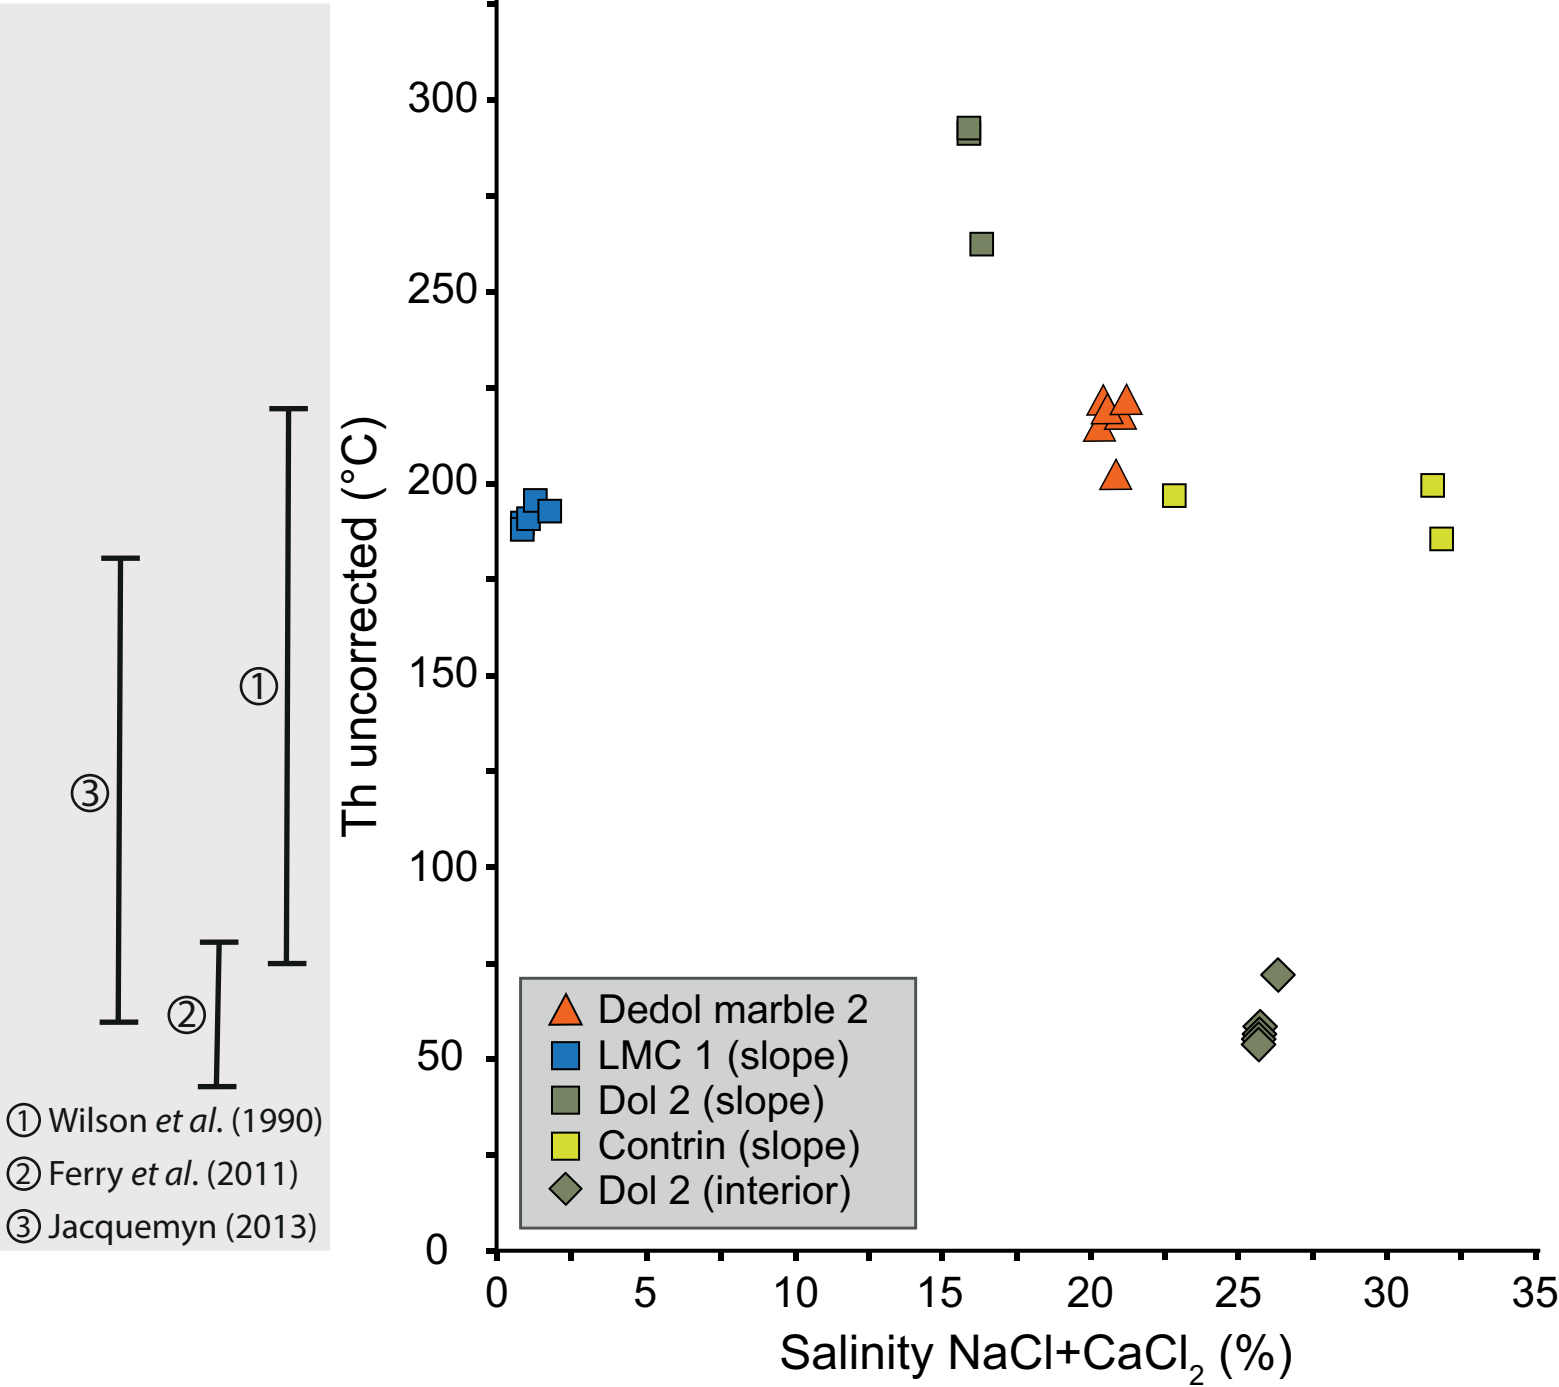 300
250
200
150
100
50
0
Th uncorrected (°C)
①
③
②
① Wilson et al. (1990)
② Ferry et al. (2011)
③ Jacquemyn (2013)
Dedol marble 2
LMC 1 (slope)
Dol 2 (slope)
Contrin (slope)
Dol 2 (interior)
0 5 10 15 20 25 30 35
Salinity NaCl+CaCl₂ (%)